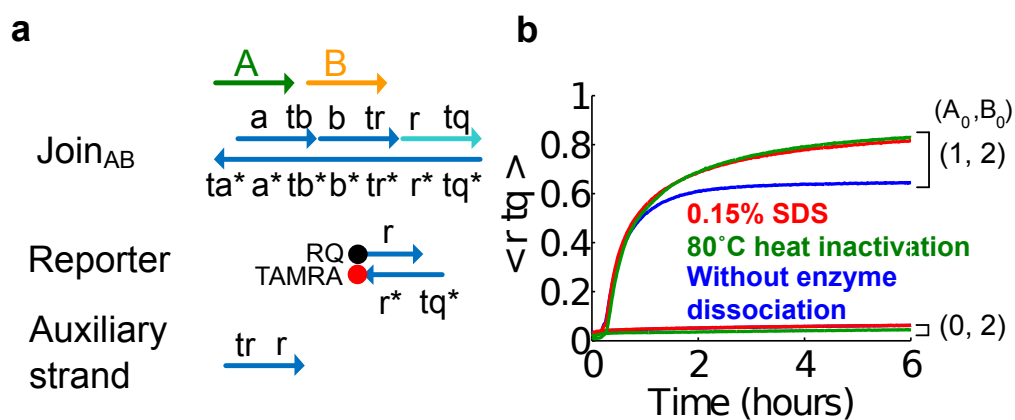 a
A B
a tb b tr r tq
Join_AB
ta* a* tb* b* tr* r* tq*
r
Reporter
RQ
TAMRA
r* tq*
Auxiliary
strand
tr r
b
< r tq >
1
0.8
0.6
0.4
0.2
0
0 2 4 6
Time (hours)
(A₀,B₀)
(1, 2)
0.15% SDS
80˚C heat inactivation
Without enzyme
dissociation
(0, 2)